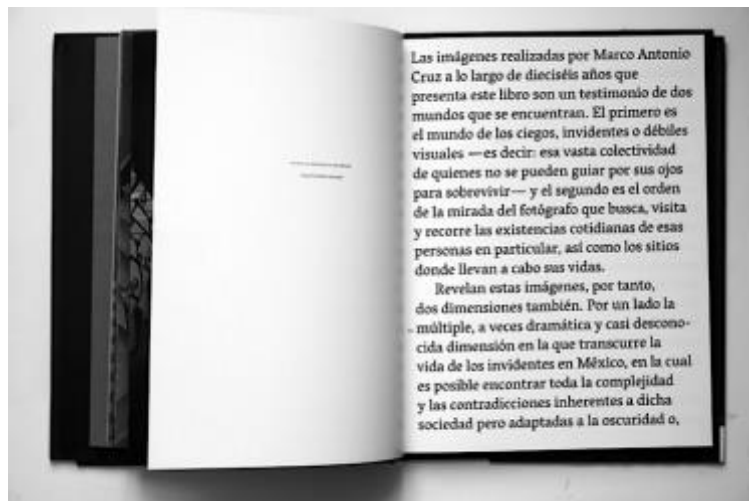 Las imágenes realizadas por Marco Antonio
Cruz a lo largo de dieciséis años que
presenta este libro son un testimonio de dos
mundos que se encuentran. El primero es
el mundo de los ciegos, invidentes o débiles
visuales —es decir: esa vasta colectividad
de quienes no se pueden guiar por sus ojos
para sobrevivir— y el segundo es el orden
de la mirada del fotógrafo que busca, visita
y recorre las existencias cotidianas de esas
personas en particular, así como los sitios
donde llevan a cabo sus vidas.
Revelan estas imágenes, por tanto,
dos dimensiones también. Por un lado la
múltiple, a veces dramática y casi descono-
cida dimensión en la que transcurre la
vida de los invidentes en México, en la cual
es posible encontrar toda la complejidad
y las contradicciones inherentes a dicha
sociedad pero adaptadas a la oscuridad o,